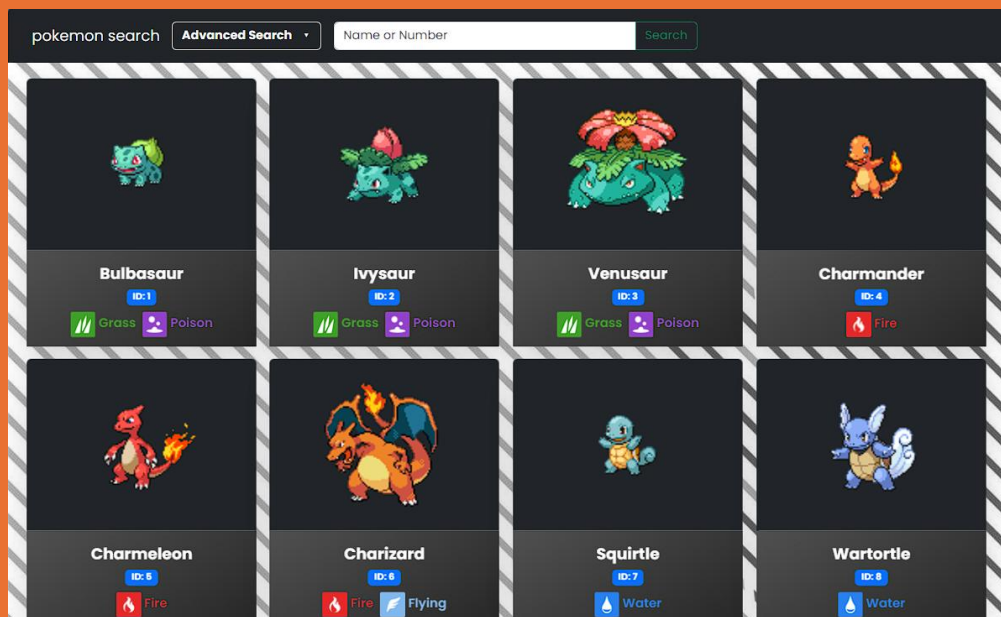 pokemon search Advanced Search Name or Number Search
Bulbasaur Ivysaur Venusaur Charmander
ID: 1 ID: 2 ID: 3 ID: 4
Grass Poison Grass Poison Grass Poison Fire
Charmeleon Charizard Squirtle Wartortle
ID: 5 ID: 6 ID: 7 ID: 8
Fire Fire Flying Water Water